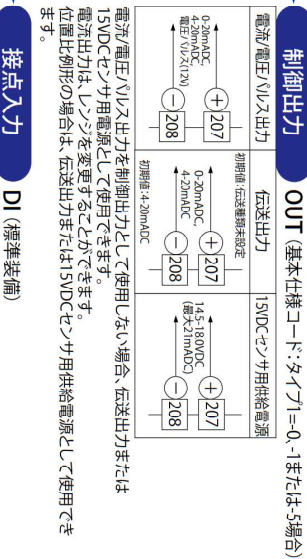 制御出力 OUT (基本仕様コード:タイプ1=-0、-1または-5場合)
電流/電圧パルス出力
0-20mADC,
4-20mADC,
電圧パルス(12V)
+ 207
- 208
伝送出力
初期値:伝送種類未設定
0-20mADC,
4-20mADC
+ 207
- 208
初期値:4-20mADC
15VDCセンサ用供給電源
14.5-18.0VDC
(最大21mADC)
+ 207
- 208
電流/電圧パルス出力を制御出力として使用しない場合、伝送出力または
15VDCセンサ用電源として使用できます。
電流出力は、レンジを変更することができます。
位置比例形の場合は、伝送出力または15VDCセンサ用供給電源として使用でき
ます。
接点入力 DI (標準装備)